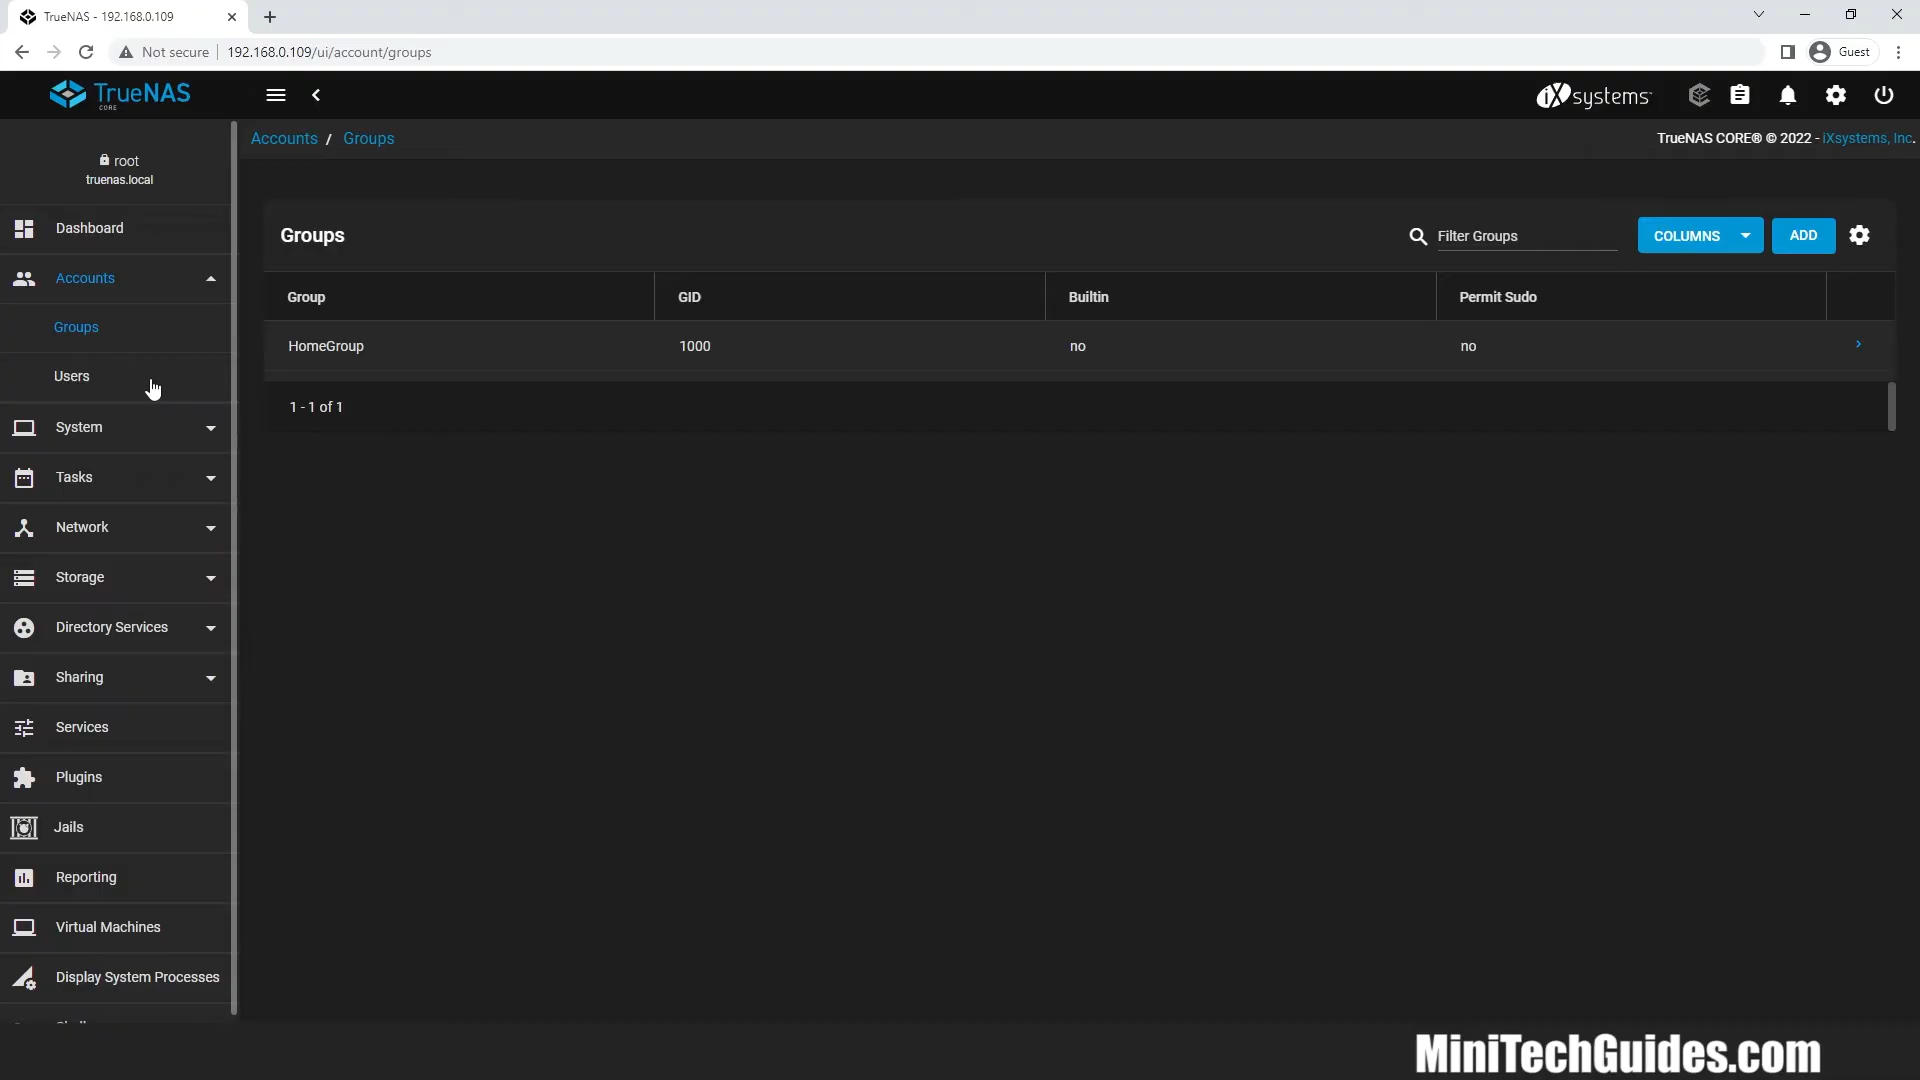 TrueNAS - 192.168.0.109
Not secure 192.168.0.109/ui/account/groups Guest
TrueNAS CORE iXsystems
root
truenas.local
Accounts / Groups TrueNAS CORE® © 2022 - iXsystems, Inc.
Dashboard
Accounts
Groups
Users
System
Tasks
Network
Storage
Directory Services
Sharing
Services
Plugins
Jails
Reporting
Virtual Machines
Display System Processes
Groups Filter Groups COLUMNS ADD
Group GID Builtin Permit Sudo
HomeGroup 1000 no no
1 - 1 of 1
MiniTechGuides.com